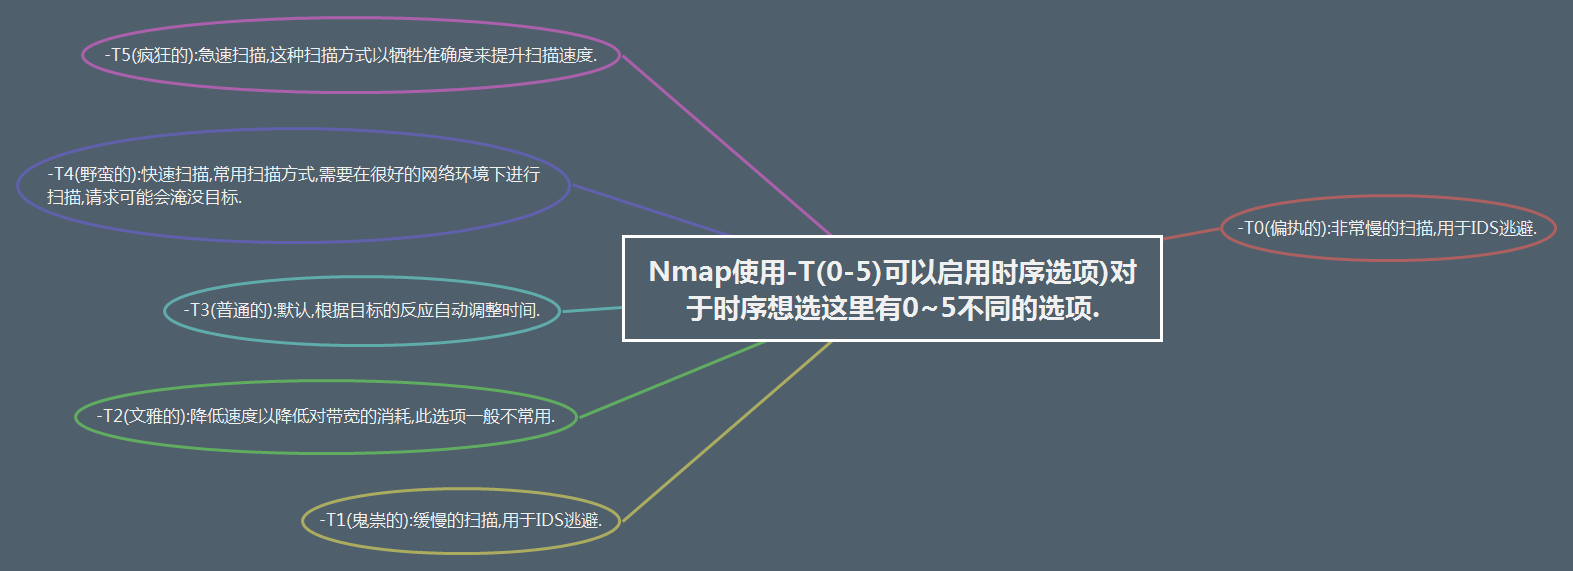 -T5(疯狂的):急速扫描,这种扫描方式以牺牲准确度来提升扫描速度.
-T4(野蛮的):快速扫描,常用扫描方式,需要在很好的网络环境下进行
扫描,请求可能会淹没目标.
-T3(普通的):默认,根据目标的反应自动调整时间.
-T2(文雅的):降低速度以降低对带宽的消耗,此选项一般不常用.
-T1(鬼祟的):缓慢的扫描,用于IDS逃避.
Nmap使用-T(0-5)可以启用时序选项)对
于时序想选这里有0~5不同的选项.
-T0(偏执的):非常慢的扫描,用于IDS逃避.